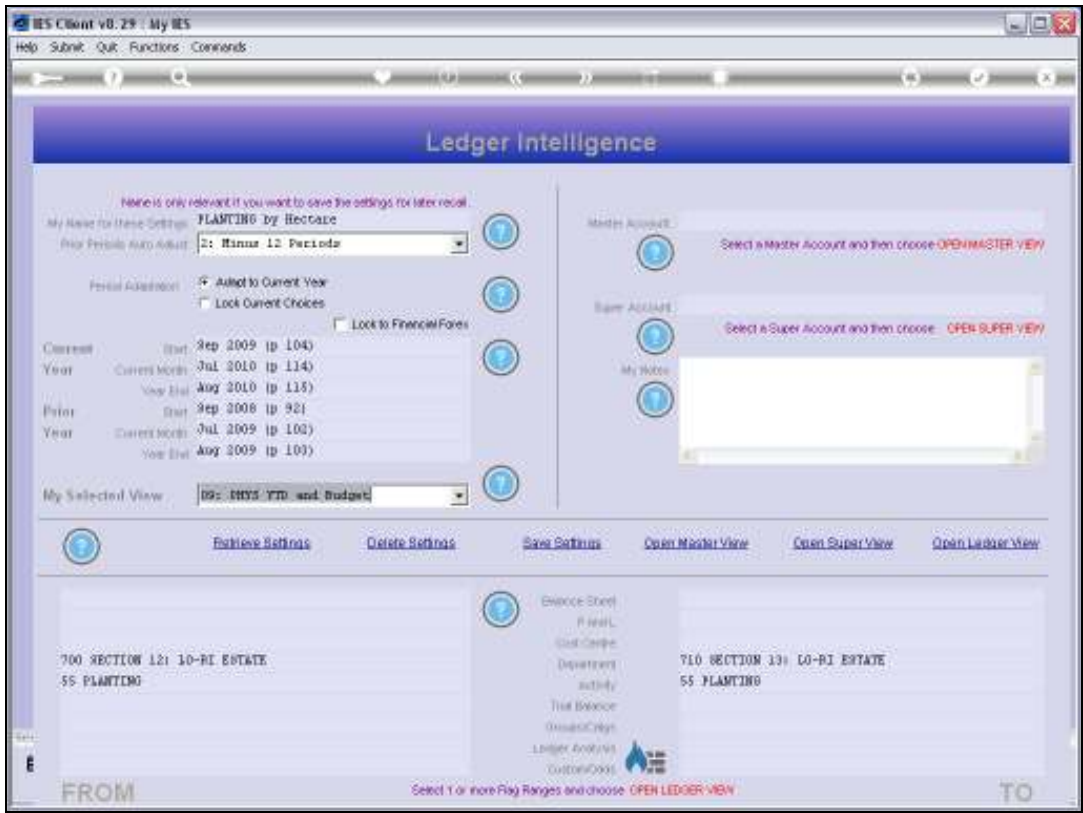 IES Client v8.29 : My IES
Help Submit Quit Functions Commands
Ledger Intelligence
Name is only relevant if you want to save the settings for later recall.
My Name for these Settings PLANTING by Hectare
Prior Periods Auto Adjust 2: Minus 12 Periods
Period Adaptation Adapt to Current Year
Lock Current Choices
Lock to Financial Forex
Current Start Sep 2009 (p 104)
Year Current Month Jul 2010 (p 114)
Year End Aug 2010 (p 115)
Prior Start Sep 2008 (p 92)
Year Current Month Jul 2009 (p 102)
Year End Aug 2009 (p 103)
My Selected View 09: PHYS YTD and Budget
Master Account
Select a Master Account and then choose OPEN MASTER VIEW
Super Account
Select a Super Account and then choose OPEN SUPER VIEW
My Notes
Retrieve Settings Delete Settings Save Settings Open Master View Open Super View Open Ledger View
Balance Sheet
P and L
Cost Centre
700 SECTION 12: LO-RI ESTATE Department 710 SECTION 13: LO-RI ESTATE
55 PLANTING Activity 55 PLANTING
Trial Balance
Ledger Analysis
FROM Select 1 or more Flag Ranges and choose OPEN LEDGER VIEW TO